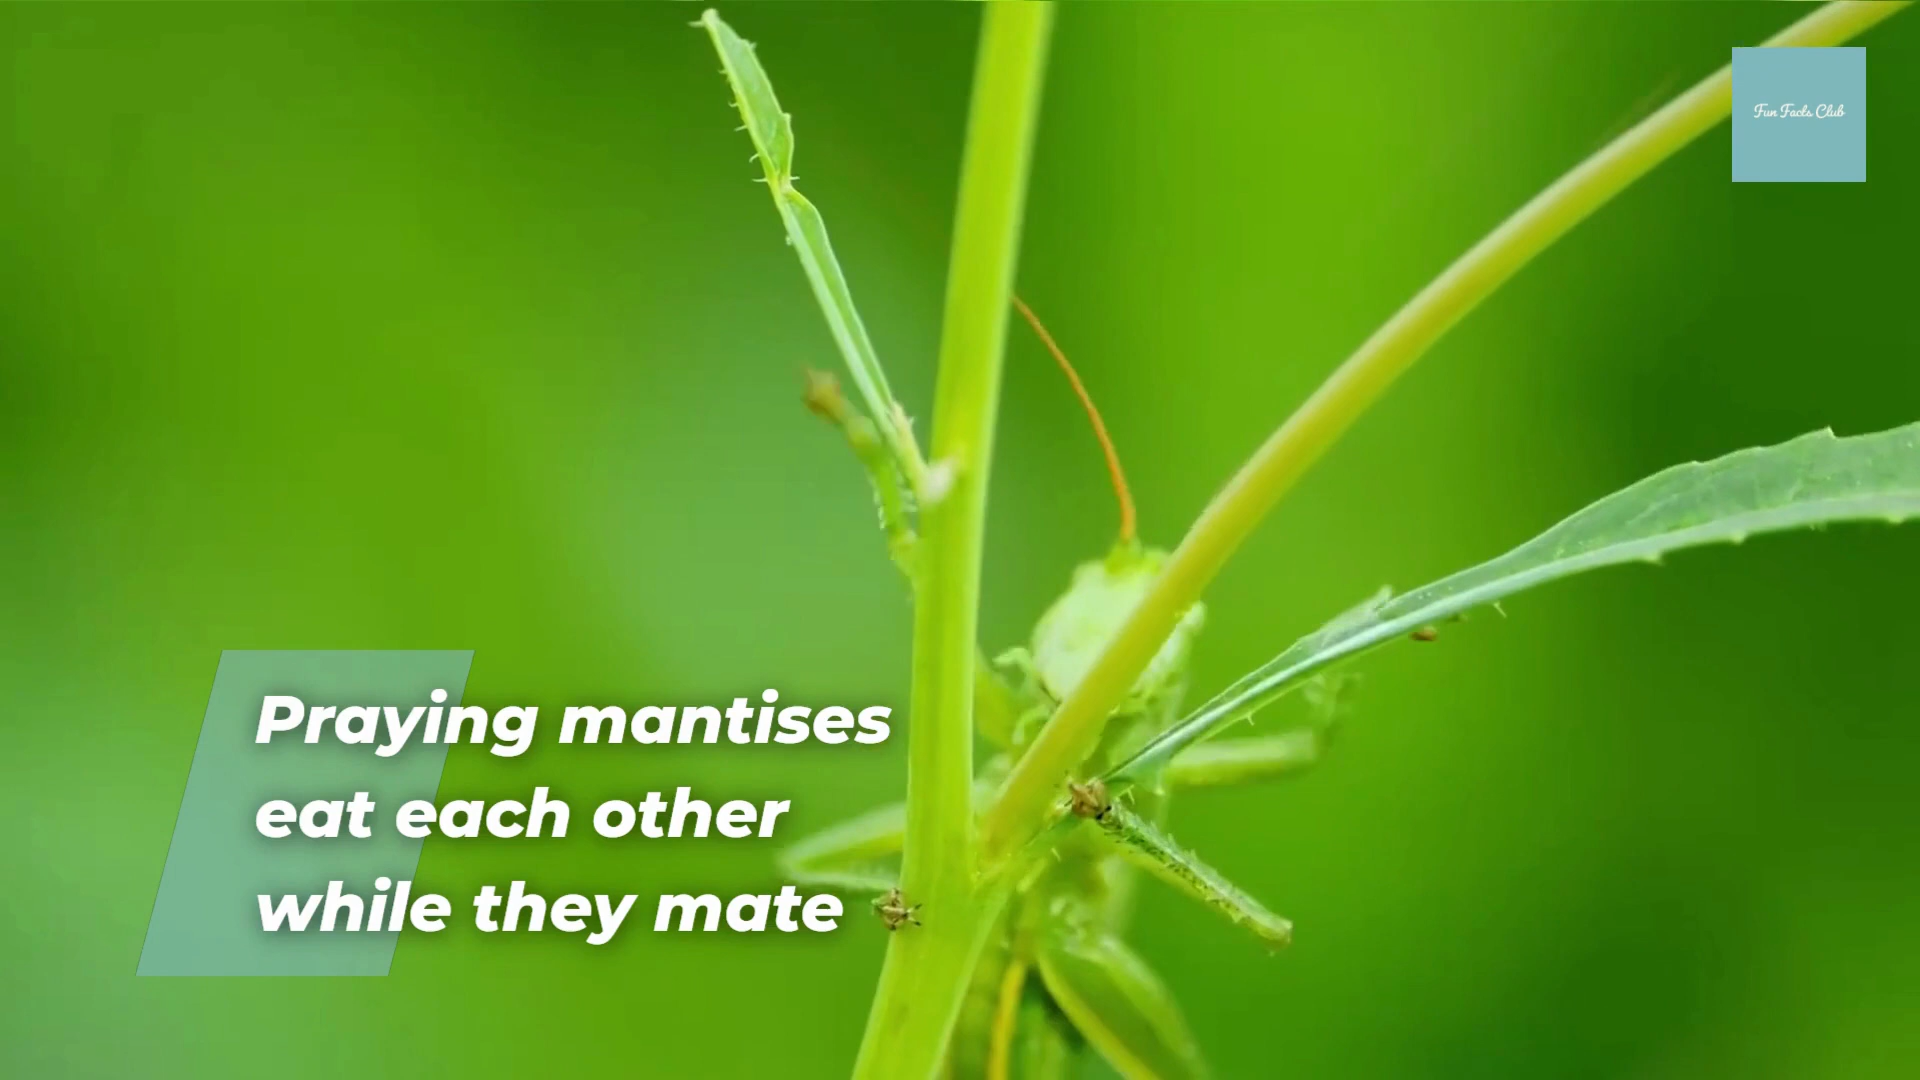 Fun Facts Club
Praying mantises
eat each other
while they mate